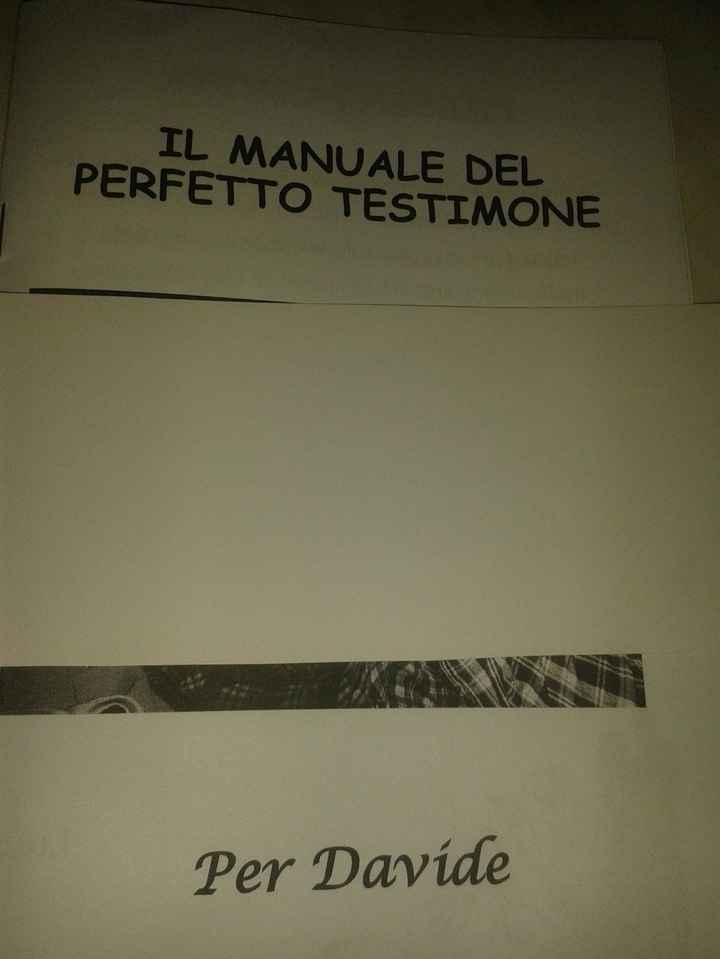 IL MANUALE DEL
PERFETTO TESTIMONE
Per Davide